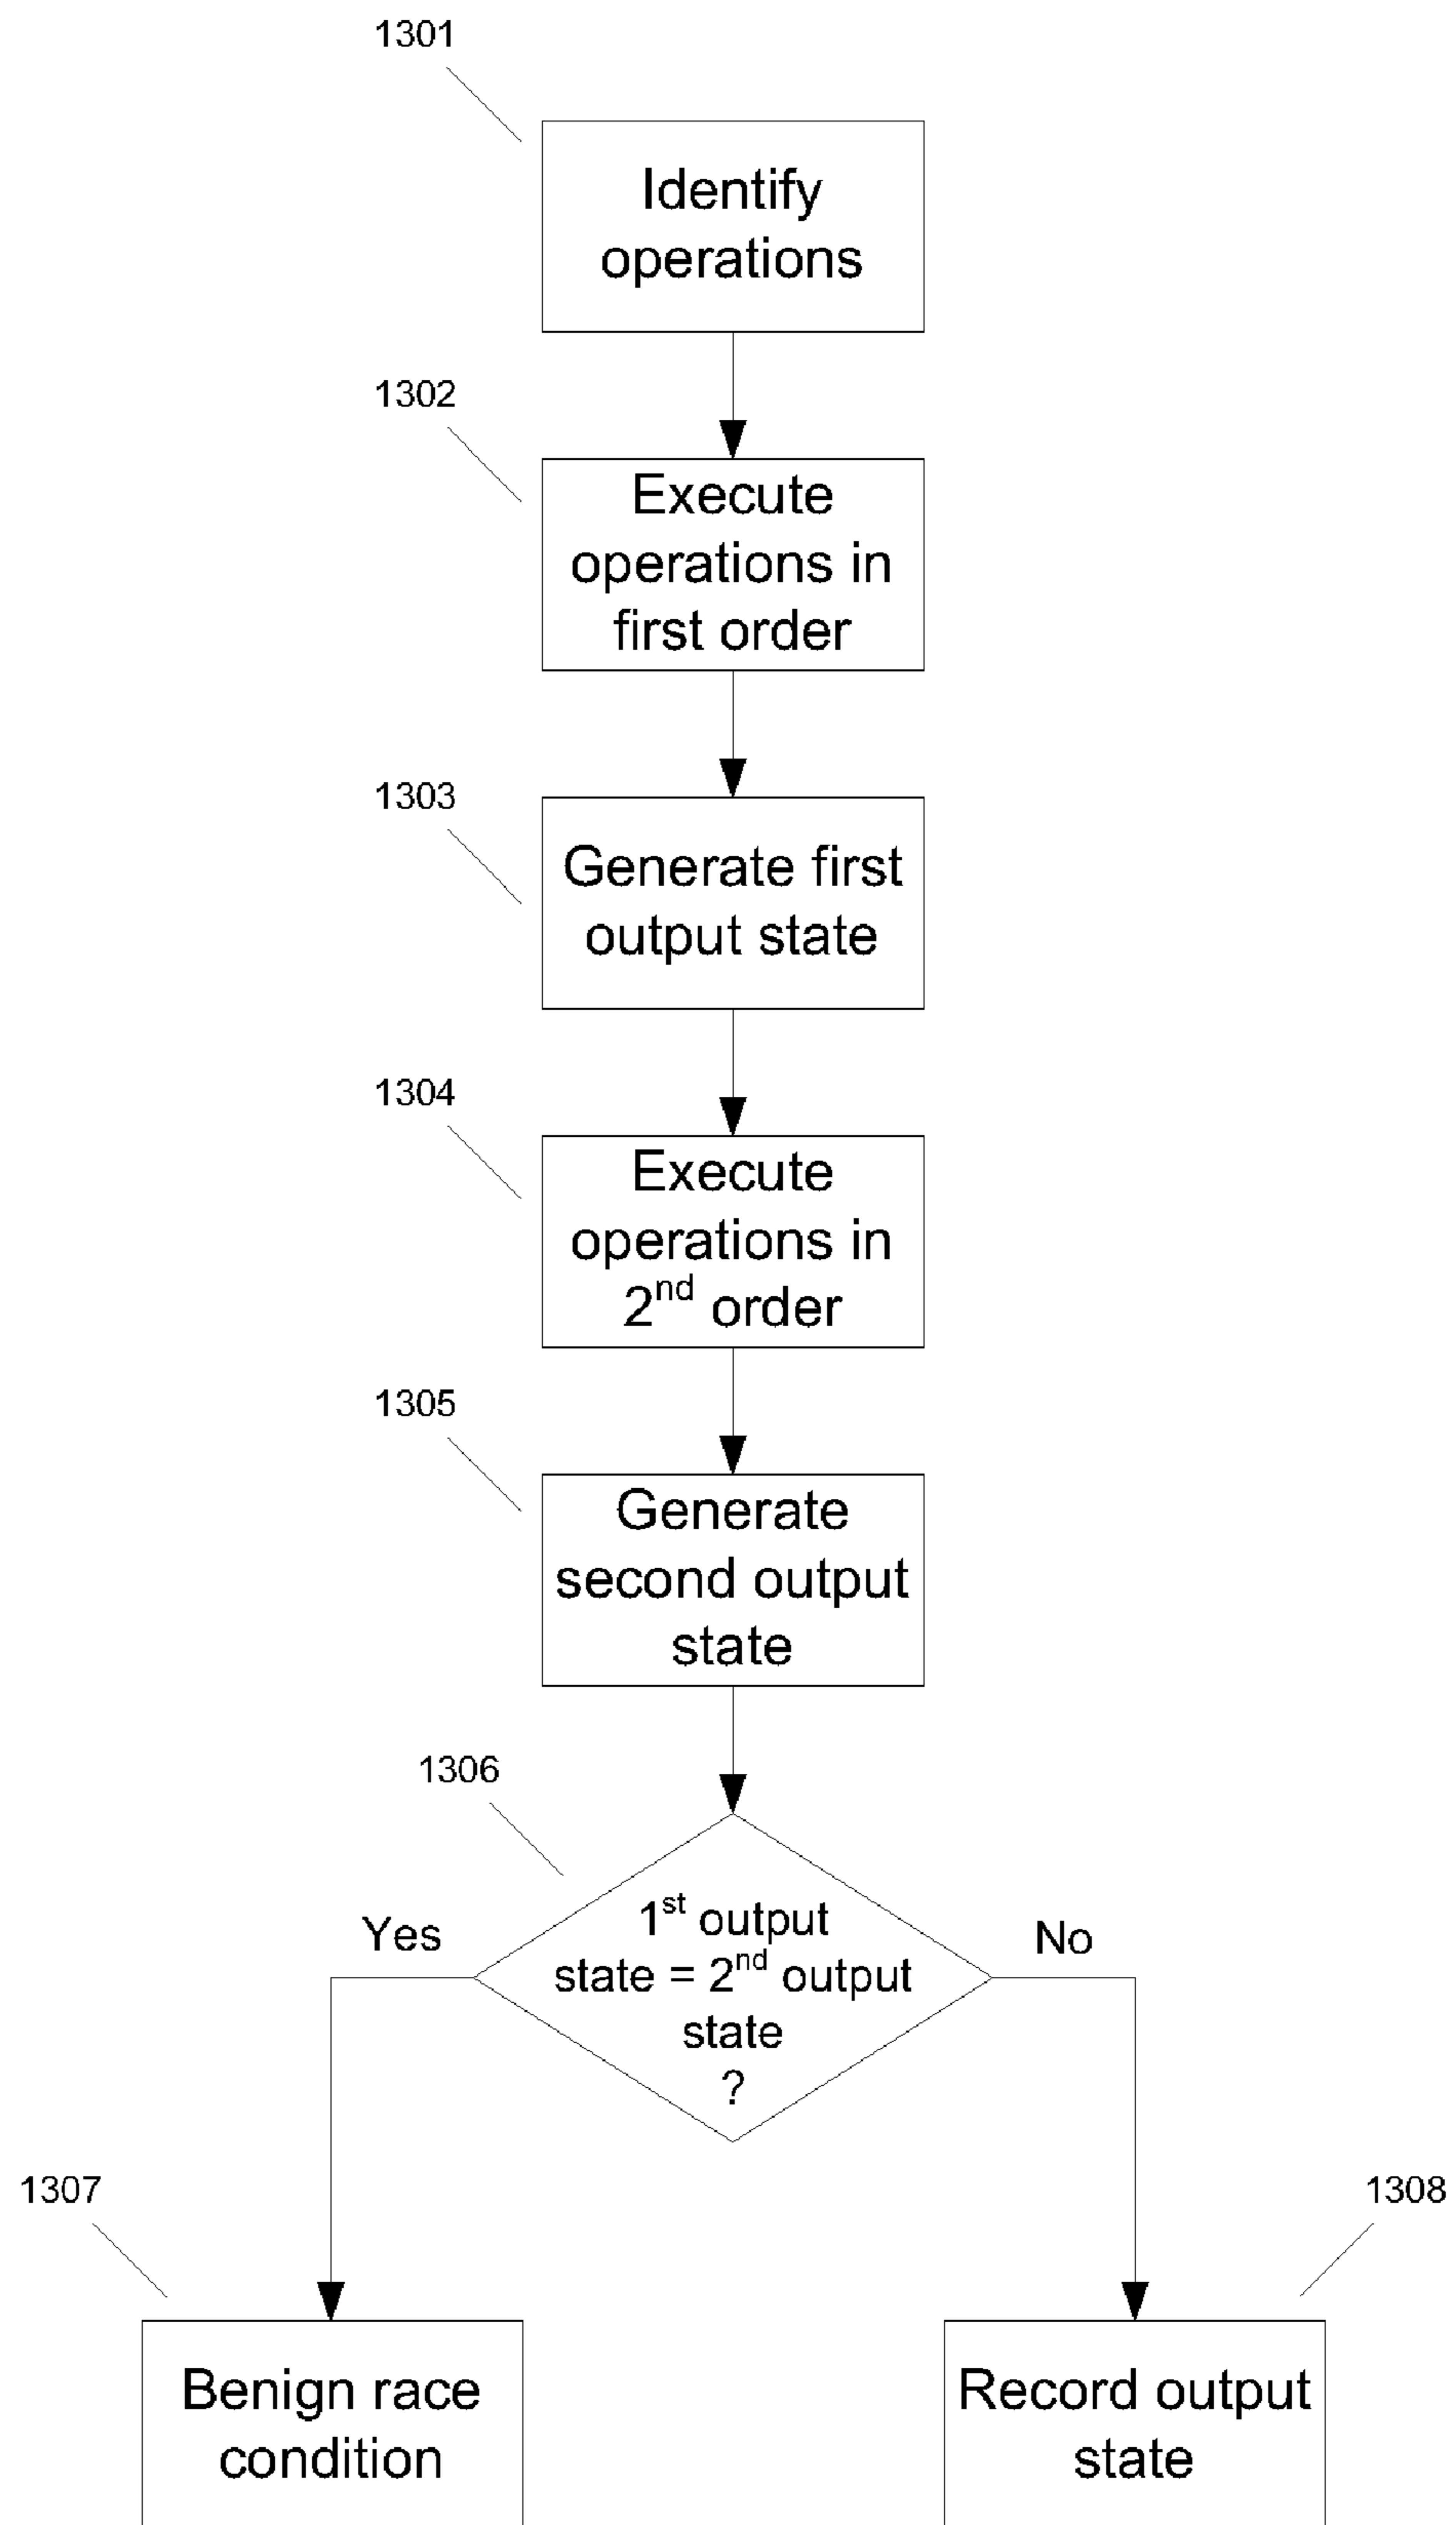 1301
Identify
operations
1302
Execute
operations in
first order
1303
Generate first
output state
1304
Execute
operations in
2nd order
1305
Generate
second output
state
1306
1st output
state = 2nd output
state
?
Yes
No
1307
Benign race
condition
1308
Record output
state